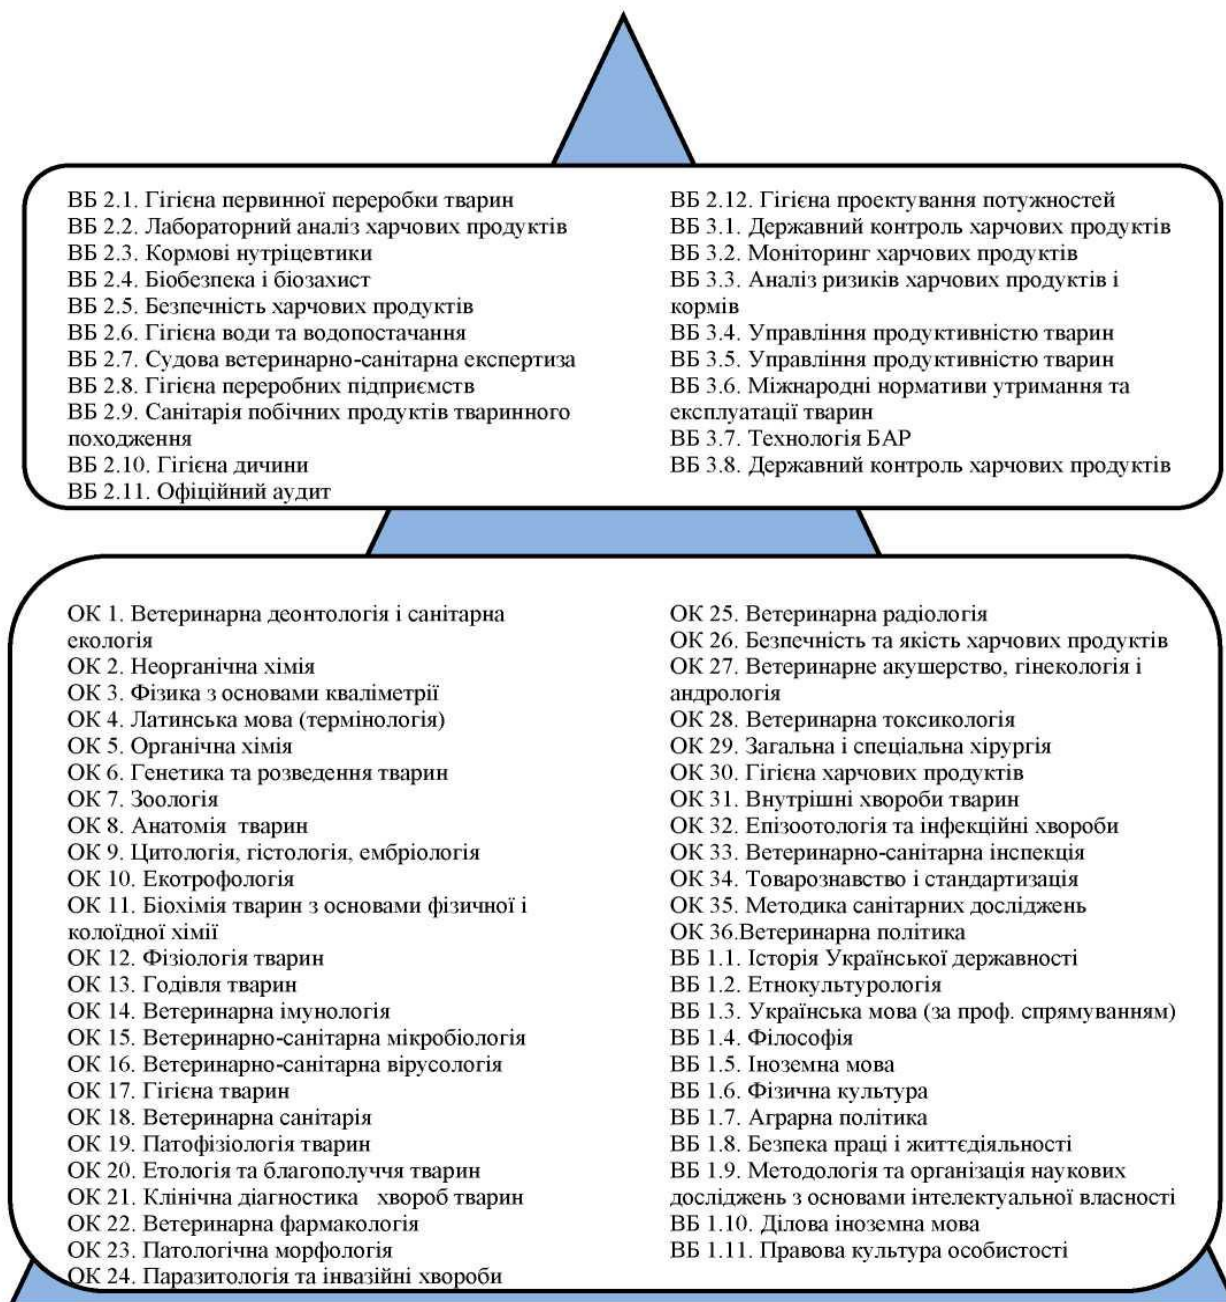 ВБ 2.1. Гігієна первинної переробки тварин
ВБ 2.2. Лабораторний аналіз харчових продуктів
ВБ 2.3. Кормові нутріцевтики
ВБ 2.4. Біобезпека і біозахист
ВБ 2.5. Безпечність харчових продуктів
ВБ 2.6. Гігієна води та водопостачання
ВБ 2.7. Судова ветеринарно-санітарна експертиза
ВБ 2.8. Гігієна переробних підприємств
ВБ 2.9. Санітарія побічних продуктів тваринного
походження
ВБ 2.10. Гігієна дичини
ВБ 2.11. Офіційний аудит
ВБ 2.12. Гігієна проектування потужностей
ВБ 3.1. Державний контроль харчових продуктів
ВБ 3.2. Моніторинг харчових продуктів
ВБ 3.3. Аналіз ризиків харчових продуктів і
кормів
ВБ 3.4. Управління продуктивністю тварин
ВБ 3.5. Управління продуктивністю тварин
ВБ 3.6. Міжнародні нормативи утримання та
експлуатації тварин
ВБ 3.7. Технологія БАР
ВБ 3.8. Державний контроль харчових продуктів
ОК 1. Ветеринарна деонтологія і санітарна
екологія
ОК 2. Неорганічна хімія
ОК 3. Фізика з основами кваліметрії
ОК 4. Латинська мова (термінологія)
ОК 5. Органічна хімія
ОК 6. Генетика та розведення тварин
ОК 7. Зоологія
ОК 8. Анатомія тварин
ОК 9. Цитологія, гістологія, ембріологія
ОК 10. Екотрофологія
ОК 11. Біохімія тварин з основами фізичної і
колоїдної хімії
ОК 12. Фізіологія тварин
ОК 13. Годівля тварин
ОК 14. Ветеринарна імунологія
ОК 15. Ветеринарно-санітарна мікробіологія
ОК 16. Ветеринарно-санітарна вірусологія
ОК 17. Гігієна тварин
ОК 18. Ветеринарна санітарія
ОК 19. Патофізіологія тварин
ОК 20. Етологія та благополуччя тварин
ОК 21. Клінічна діагностика хвороб тварин
ОК 22. Ветеринарна фармакологія
ОК 23. Патологічна морфологія
ОК 24. Паразитологія та інвазійні хвороби
ОК 25. Ветеринарна радіологія
ОК 26. Безпечність та якість харчових продуктів
ОК 27. Ветеринарне акушерство, гінекологія і
андрологія
ОК 28. Ветеринарна токсикологія
ОК 29. Загальна і спеціальна хірургія
ОК 30. Гігієна харчових продуктів
ОК 31. Внутрішні хвороби тварин
ОК 32. Епізоотологія та інфекційні хвороби
ОК 33. Ветеринарно-санітарна інспекція
ОК 34. Товарознавство і стандартизація
ОК 35. Методика санітарних досліджень
ОК 36.Ветеринарна політика
ВБ 1.1. Історія Української державності
ВБ 1.2. Етнокультурологія
ВБ 1.3. Українська мова (за проф. спрямуванням)
ВБ 1.4. Філософія
ВБ 1.5. Іноземна мова
ВБ 1.6. Фізична культура
ВБ 1.7. Аграрна політика
ВБ 1.8. Безпека праці і життєдіяльності
ВБ 1.9. Методологія та організація наукових
досліджень з основами інтелектуальної власності
ВБ 1.10. Ділова іноземна мова
ВБ 1.11. Правова культура особистості